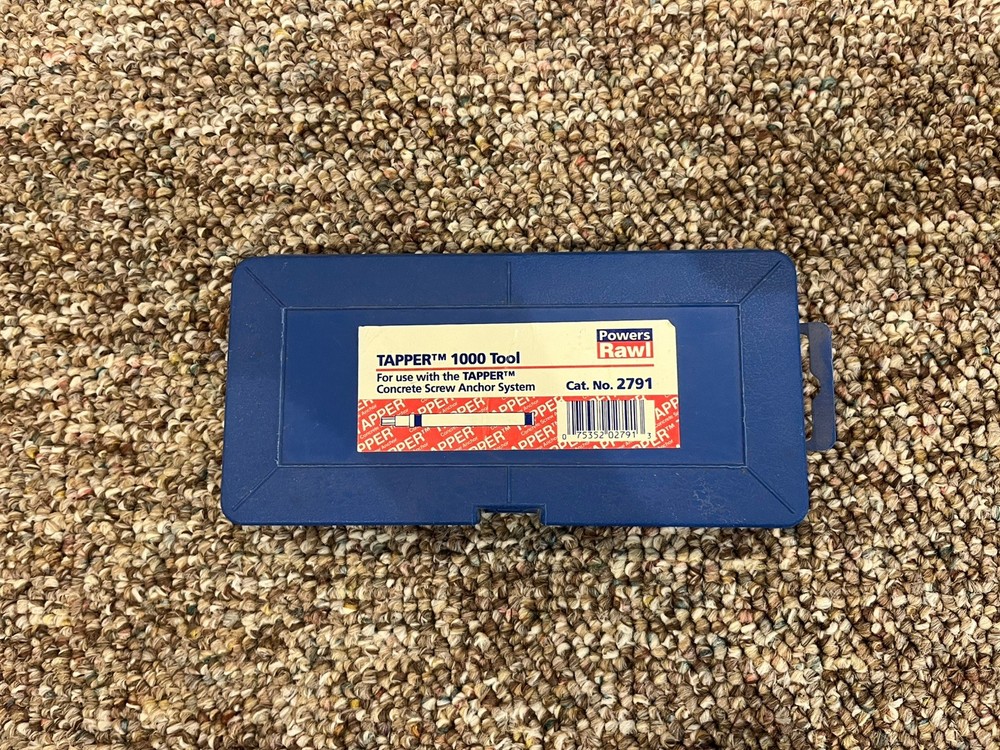 TAPPER™ 1000 Tool
Powers
Rawl
For use with the TAPPER™
Concrete Screw Anchor System
Cat. No. 2791
TAPPER™
0 75352 02791 3